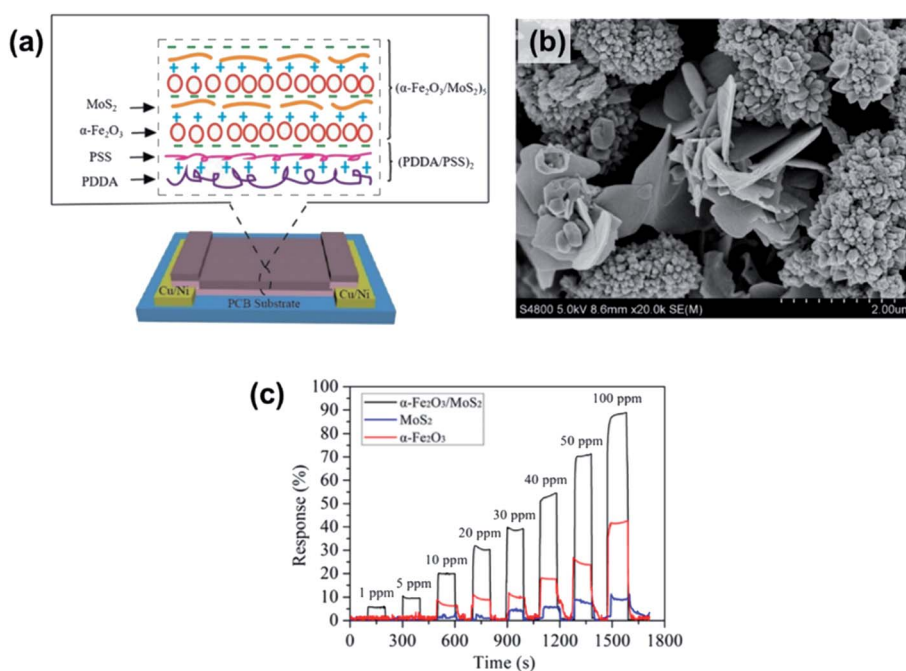 (a)
(α-Fe₂O₃/MoS₂)₅
MoS₂
α-Fe₂O₃
PSS
(PDDA/PSS)₂
PDDA
Cu/Ni
PCB Substrate
Cu/Ni
(b)
S4800 5.0kV 8.6mm x20.0k SE(M)
2.00um
(c)
100
90
80
70
60
50
40
30
20
10
0
Response (%)
α-Fe₂O₃/MoS₂
MoS₂
α-Fe₂O₃
1 ppm
5 ppm
10 ppm
20 ppm
30 ppm
40 ppm
50 ppm
100 ppm
0 300 600 900 1200 1500 1800
Time (s)